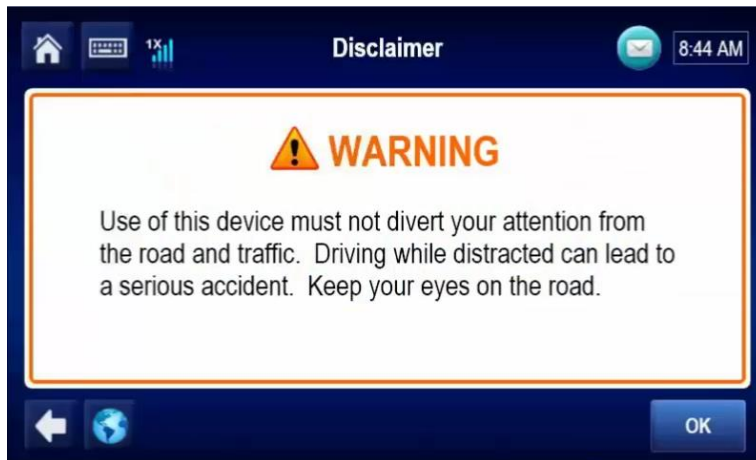 1X
Disclaimer
8:44 AM
WARNING
Use of this device must not divert your attention from
the road and traffic.  Driving while distracted can lead to
a serious accident.  Keep your eyes on the road.
OK